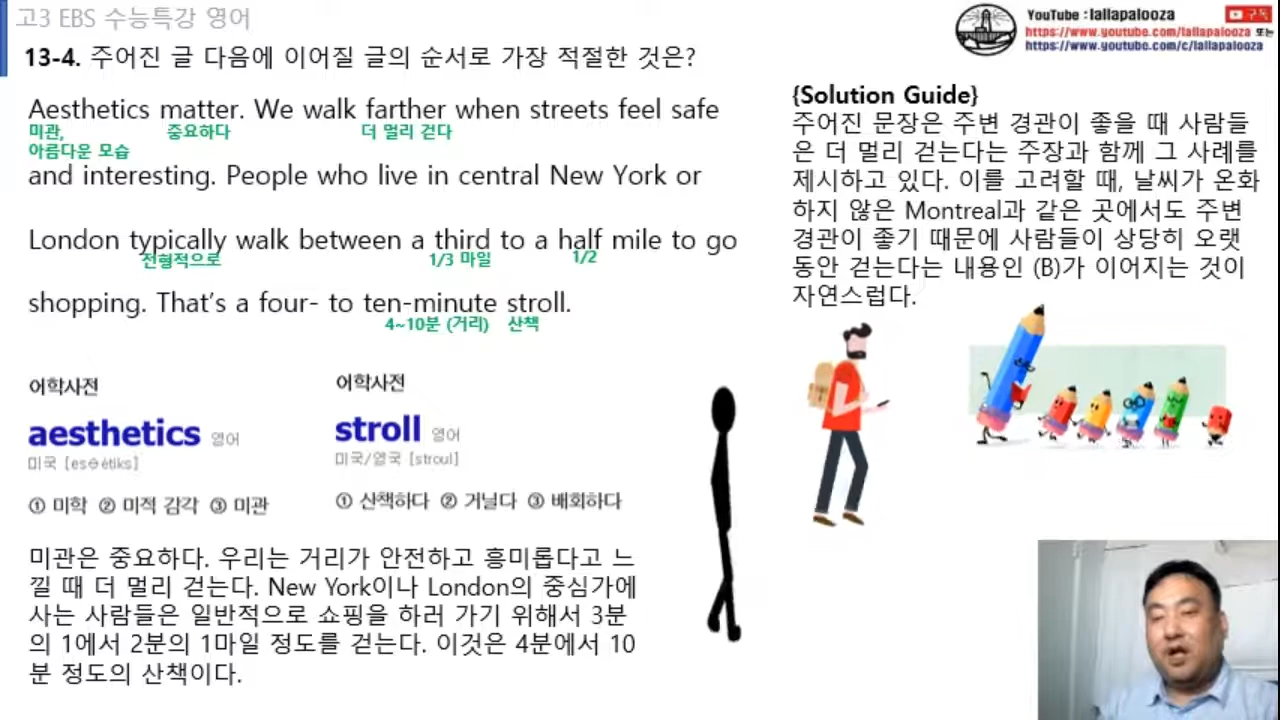 고3 EBS 수능특강 영어
YouTube : lallapalooza
구독
https://www.youtube.com/lallapalooza 또는
https://www.youtube.com/c/lallapalooza
13-4. 주어진 글 다음에 이어질 글의 순서로 가장 적절한 것은?
Aesthetics matter. We walk farther when streets feel safe
미관, 중요하다 더 멀리 걷다
아름다운 모습
and interesting. People who live in central New York or
London typically walk between a third to a half mile to go
전형적으로 1/3 마일 1/2
shopping. That's a four- to ten-minute stroll.
4~10분 (거리) 산책
{Solution Guide}
주어진 문장은 주변 경관이 좋을 때 사람들
은 더 멀리 걷는다는 주장과 함께 그 사례를
제시하고 있다. 이를 고려할 때, 날씨가 온화
하지 않은 Montreal과 같은 곳에서도 주변
경관이 좋기 때문에 사람들이 상당히 오랫
동안 걷는다는 내용인 (B)가 이어지는 것이
자연스럽다.
어학사전
aesthetics 영어
미국 [esθétiks]
① 미학 ② 미적 감각 ③ 미관
어학사전
stroll 영어
미국/영국 [stroul]
① 산책하다 ② 거닐다 ③ 배회하다
미관은 중요하다. 우리는 거리가 안전하고 흥미롭다고 느
낄 때 더 멀리 걷는다. New York이나 London의 중심가에
사는 사람들은 일반적으로 쇼핑을 하러 가기 위해서 3분
의 1에서 2분의 1마일 정도를 걷는다. 이것은 4분에서 10
분 정도의 산책이다.